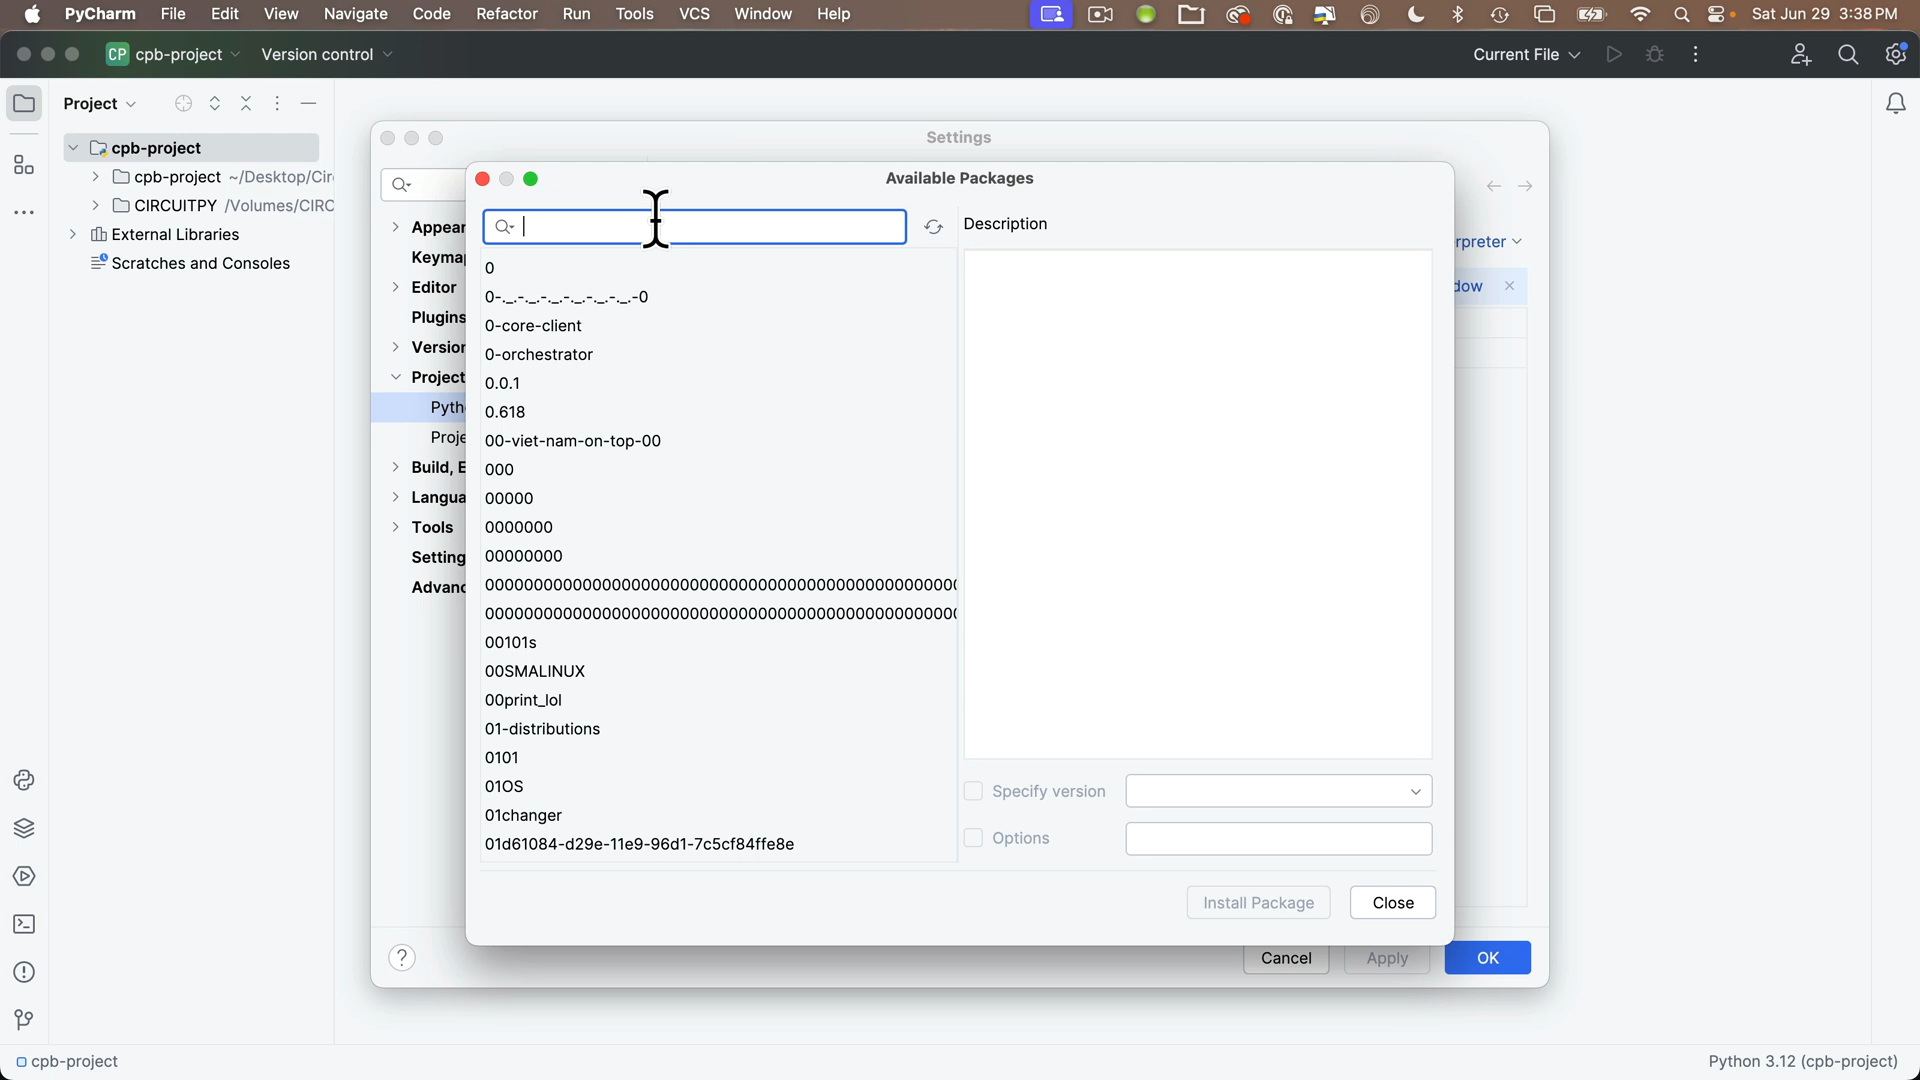 PyCharm File Edit View Navigate Code Refactor Run Tools VCS Window Help Sat Jun 29 3:38 PM
CP cpb-project Version control Current File
Project
cpb-project
cpb-project ~/Desktop/Cir
CIRCUITPY /Volumes/CIRC
External Libraries
Scratches and Consoles
Settings
Appear
Keyma
Editor
Plugins
Version
Project
Pyth
Proje
Build, E
Langua
Tools
Setting
Advanc
rpreter
dow
Available Packages
Description
0
0-._.-._.-._.-._.-._.-._.-0
0-core-client
0-orchestrator
0.0.1
0.618
00-viet-nam-on-top-00
000
00000
0000000
00000000
00101s
00SMALINUX
00print_lol
01-distributions
0101
01OS
01changer
01d61084-d29e-11e9-96d1-7c5cf84ffe8e
Specify version
Options
Install Package Close
? Cancel Apply OK
cpb-project Python 3.12 (cpb-project)